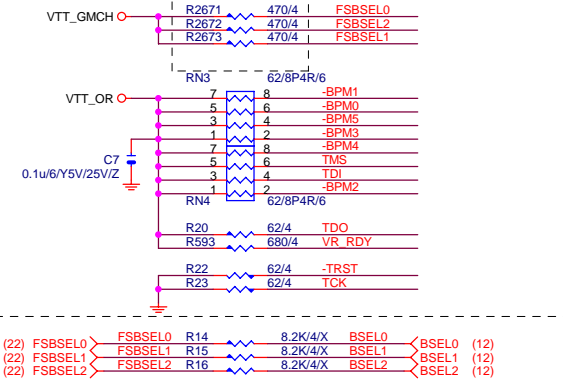 R2671 470/4 FSBSEL0
VTT_GMCH R2672 470/4 FSBSEL2
R2673 470/4 FSBSEL1
RN3 62/8P4R/6
VTT_OR 7 8 -BPM1
5 6 -BPM0
3 4 -BPM5
1 2 -BPM3
7 8 -BPM4
C7 5 6 TMS
0.1u/6/Y5V/25V/Z 3 4 TDI
1 2 -BPM2
RN4 62/8P4R/6
R20 62/4 TDO
R593 680/4 VR_RDY
R22 62/4 -TRST
R23 62/4 TCK
(22) FSBSEL0 FSBSEL0 R14 8.2K/4/X BSEL0 BSEL0 (12)
(22) FSBSEL1 FSBSEL1 R15 8.2K/4/X BSEL1 BSEL1 (12)
(22) FSBSEL2 FSBSEL2 R16 8.2K/4/X BSEL2 BSEL2 (12)